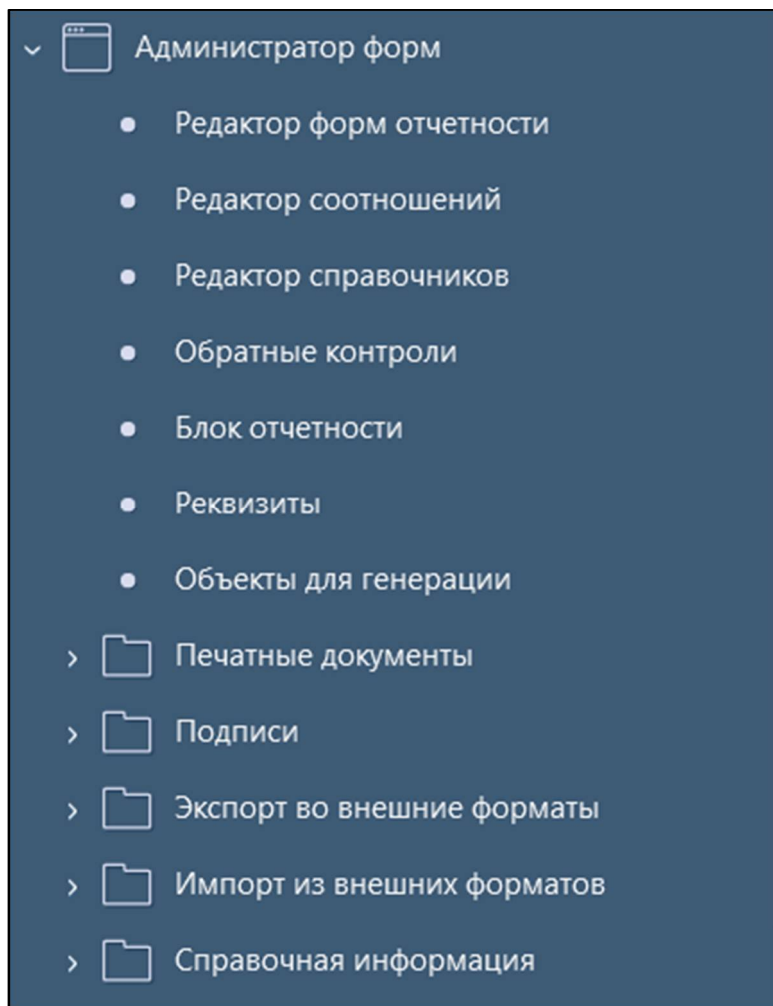 Администратор форм
Редактор форм отчетности
Редактор соотношений
Редактор справочников
Обратные контроли
Блок отчетности
Реквизиты
Объекты для генерации
Печатные документы
Подписи
Экспорт во внешние форматы
Импорт из внешних форматов
Справочная информация